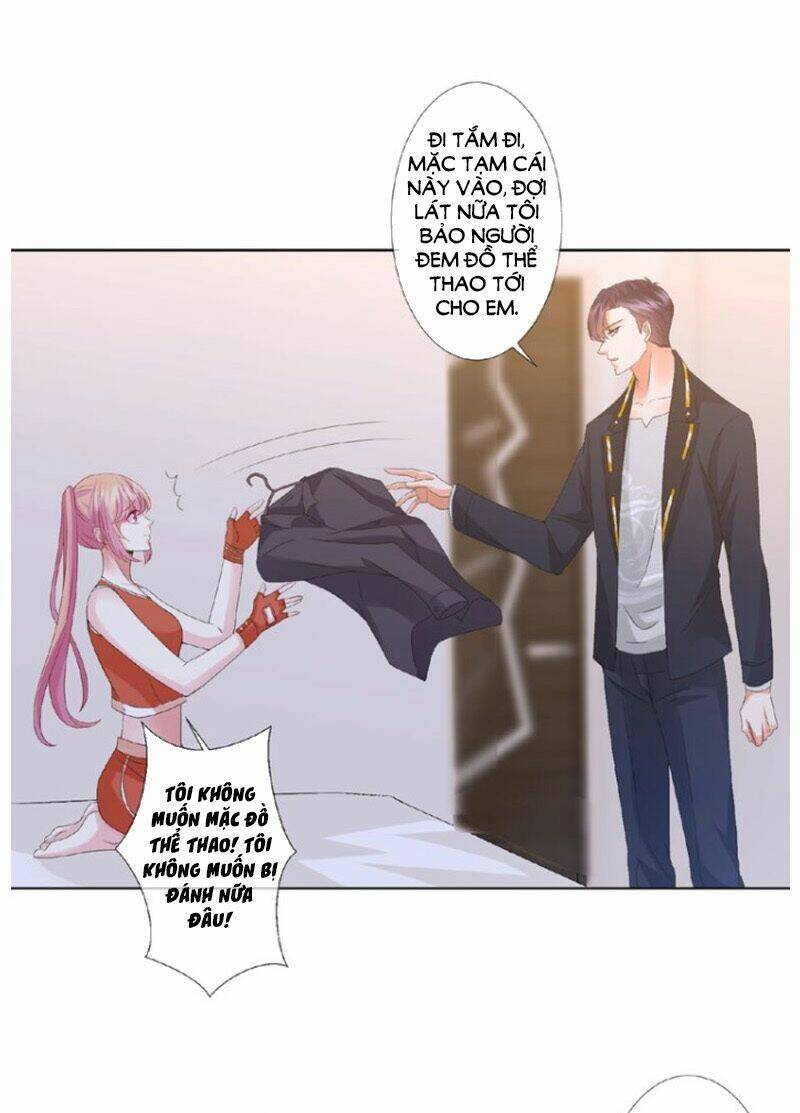 ĐI TẮM ĐI,
MẶC TẠM CÁI
NÀY VÀO, ĐỢI
LÁT NỮA TÔI
BẢO NGƯỜI
ĐEM ĐỒ THỂ
THAO TỚI
CHO EM.
TÔI KHÔNG
MUỐN MẶC ĐỒ
THỂ THAO! TÔI
KHÔNG MUỐN BỊ
ĐÁNH NỮA
ĐÂU!